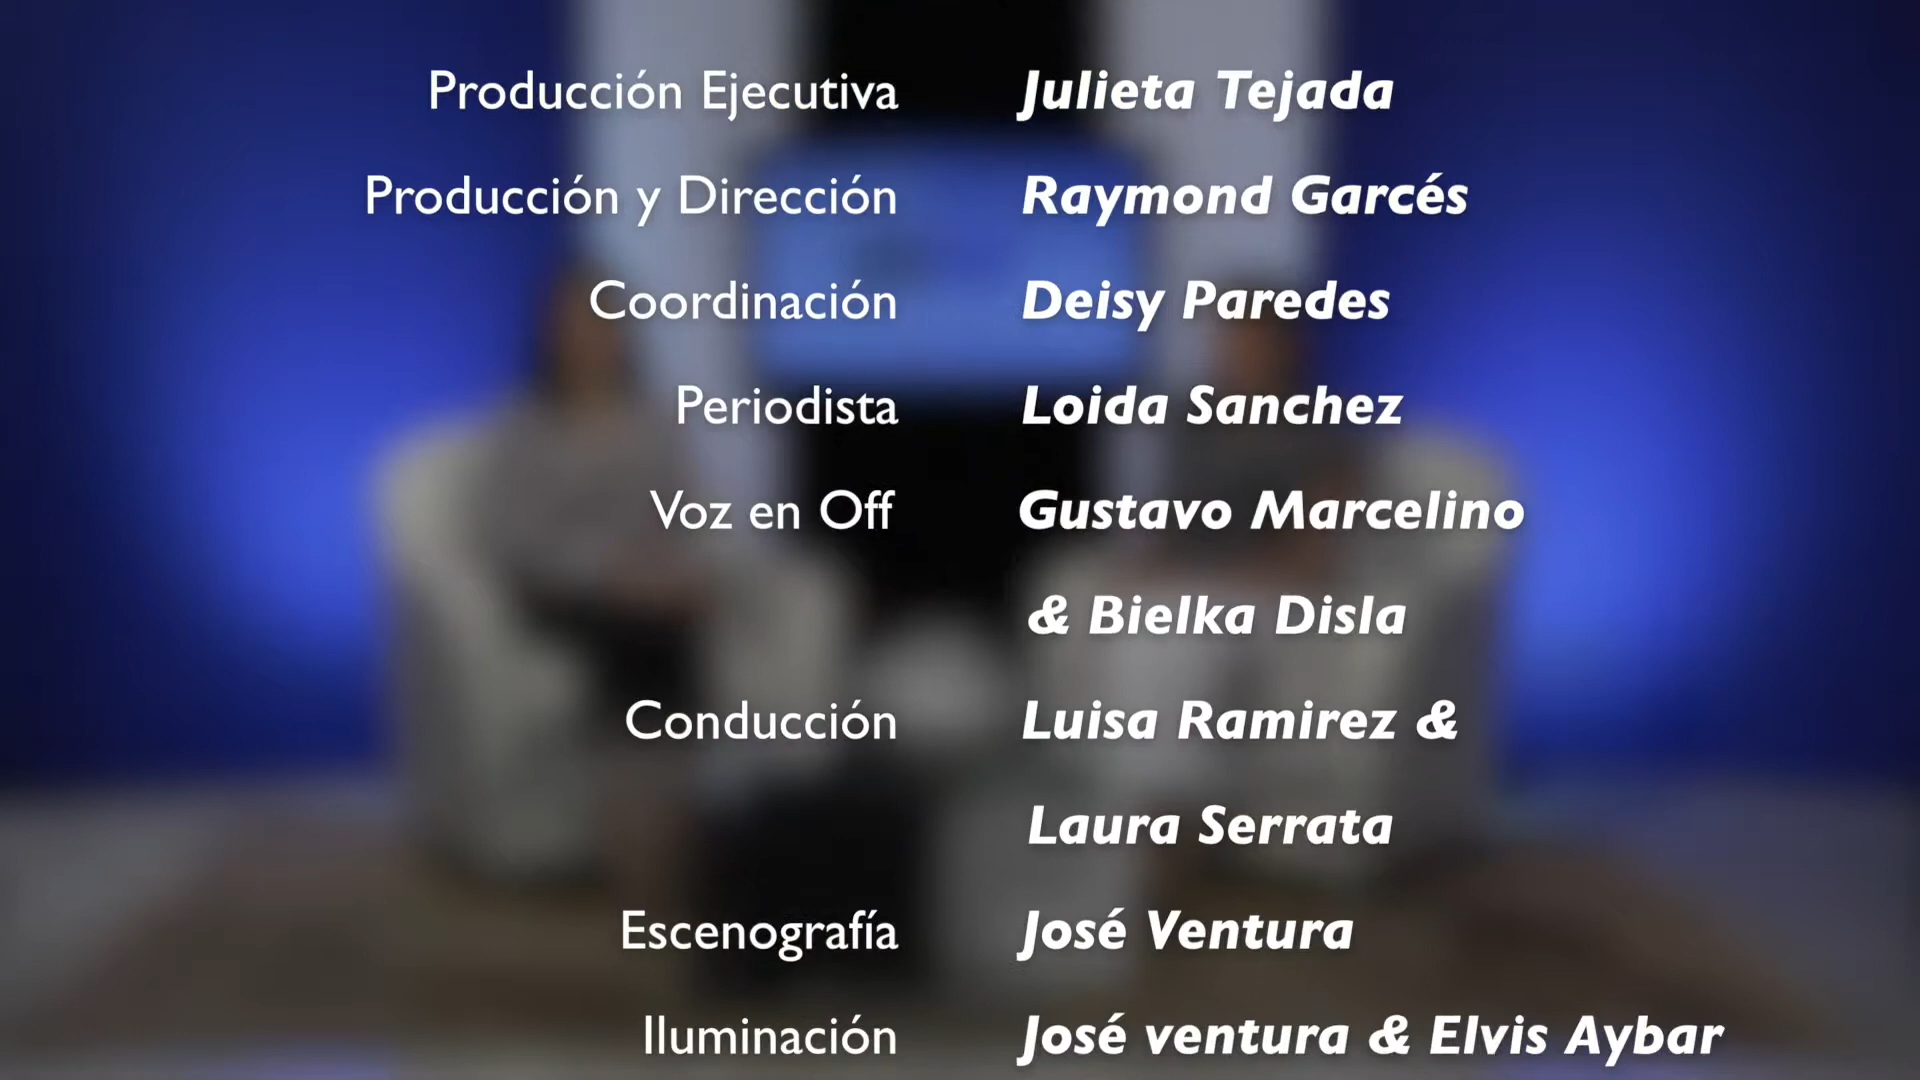 Producción Ejecutiva Julieta Tejada
Producción y Dirección Raymond Garcés
Coordinación Deisy Paredes
Periodista Loida Sanchez
Voz en Off Gustavo Marcelino
& Bielka Disla
Conducción Luisa Ramirez &
Laura Serrata
Escenografía José Ventura
Iluminación José ventura & Elvis Aybar